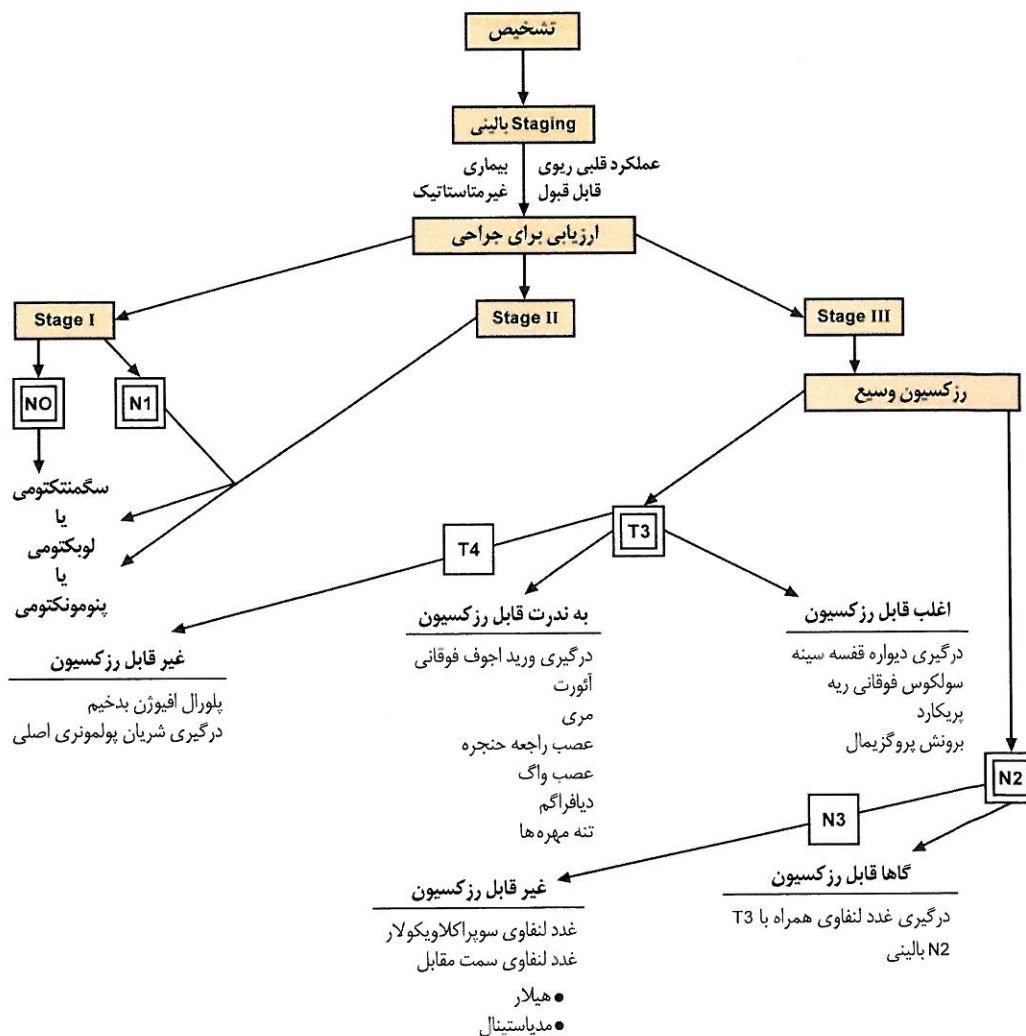 تشخیص
Staging بالینی
عملکرد قلبی ریوی
قابل قبول
بیماری
غیرمتاستاتیک
ارزیابی برای جراحی
Stage I
Stage II
Stage III
N0
N1
رزکسیون وسیع
سگمنتکتومی
یا
لوبکتومی
یا
پنومونکتومی
T4
T3
غیر قابل رزکسیون
پلورال افیوژن بدخیم
درگیری شریان پولمونری اصلی
به ندرت قابل رزکسیون
درگیری ورید اجوف فوقانی
آئورت
مری
عصب راجعه حنجره
عصب واگ
دیافراگم
تنه مهره‌ها
اغلب قابل رزکسیون
درگیری دیواره قفسه سینه
سولکوس فوقانی ریه
پریکارد
برونش پروگزیمال
N2
N3
غیر قابل رزکسیون
غدد لنفاوی سوپراکلاویکولار
غدد لنفاوی سمت مقابل
● هیلار
● مدیاستینال
گاها قابل رزکسیون
درگیری غدد لنفاوی همراه با T3
N2 بالینی